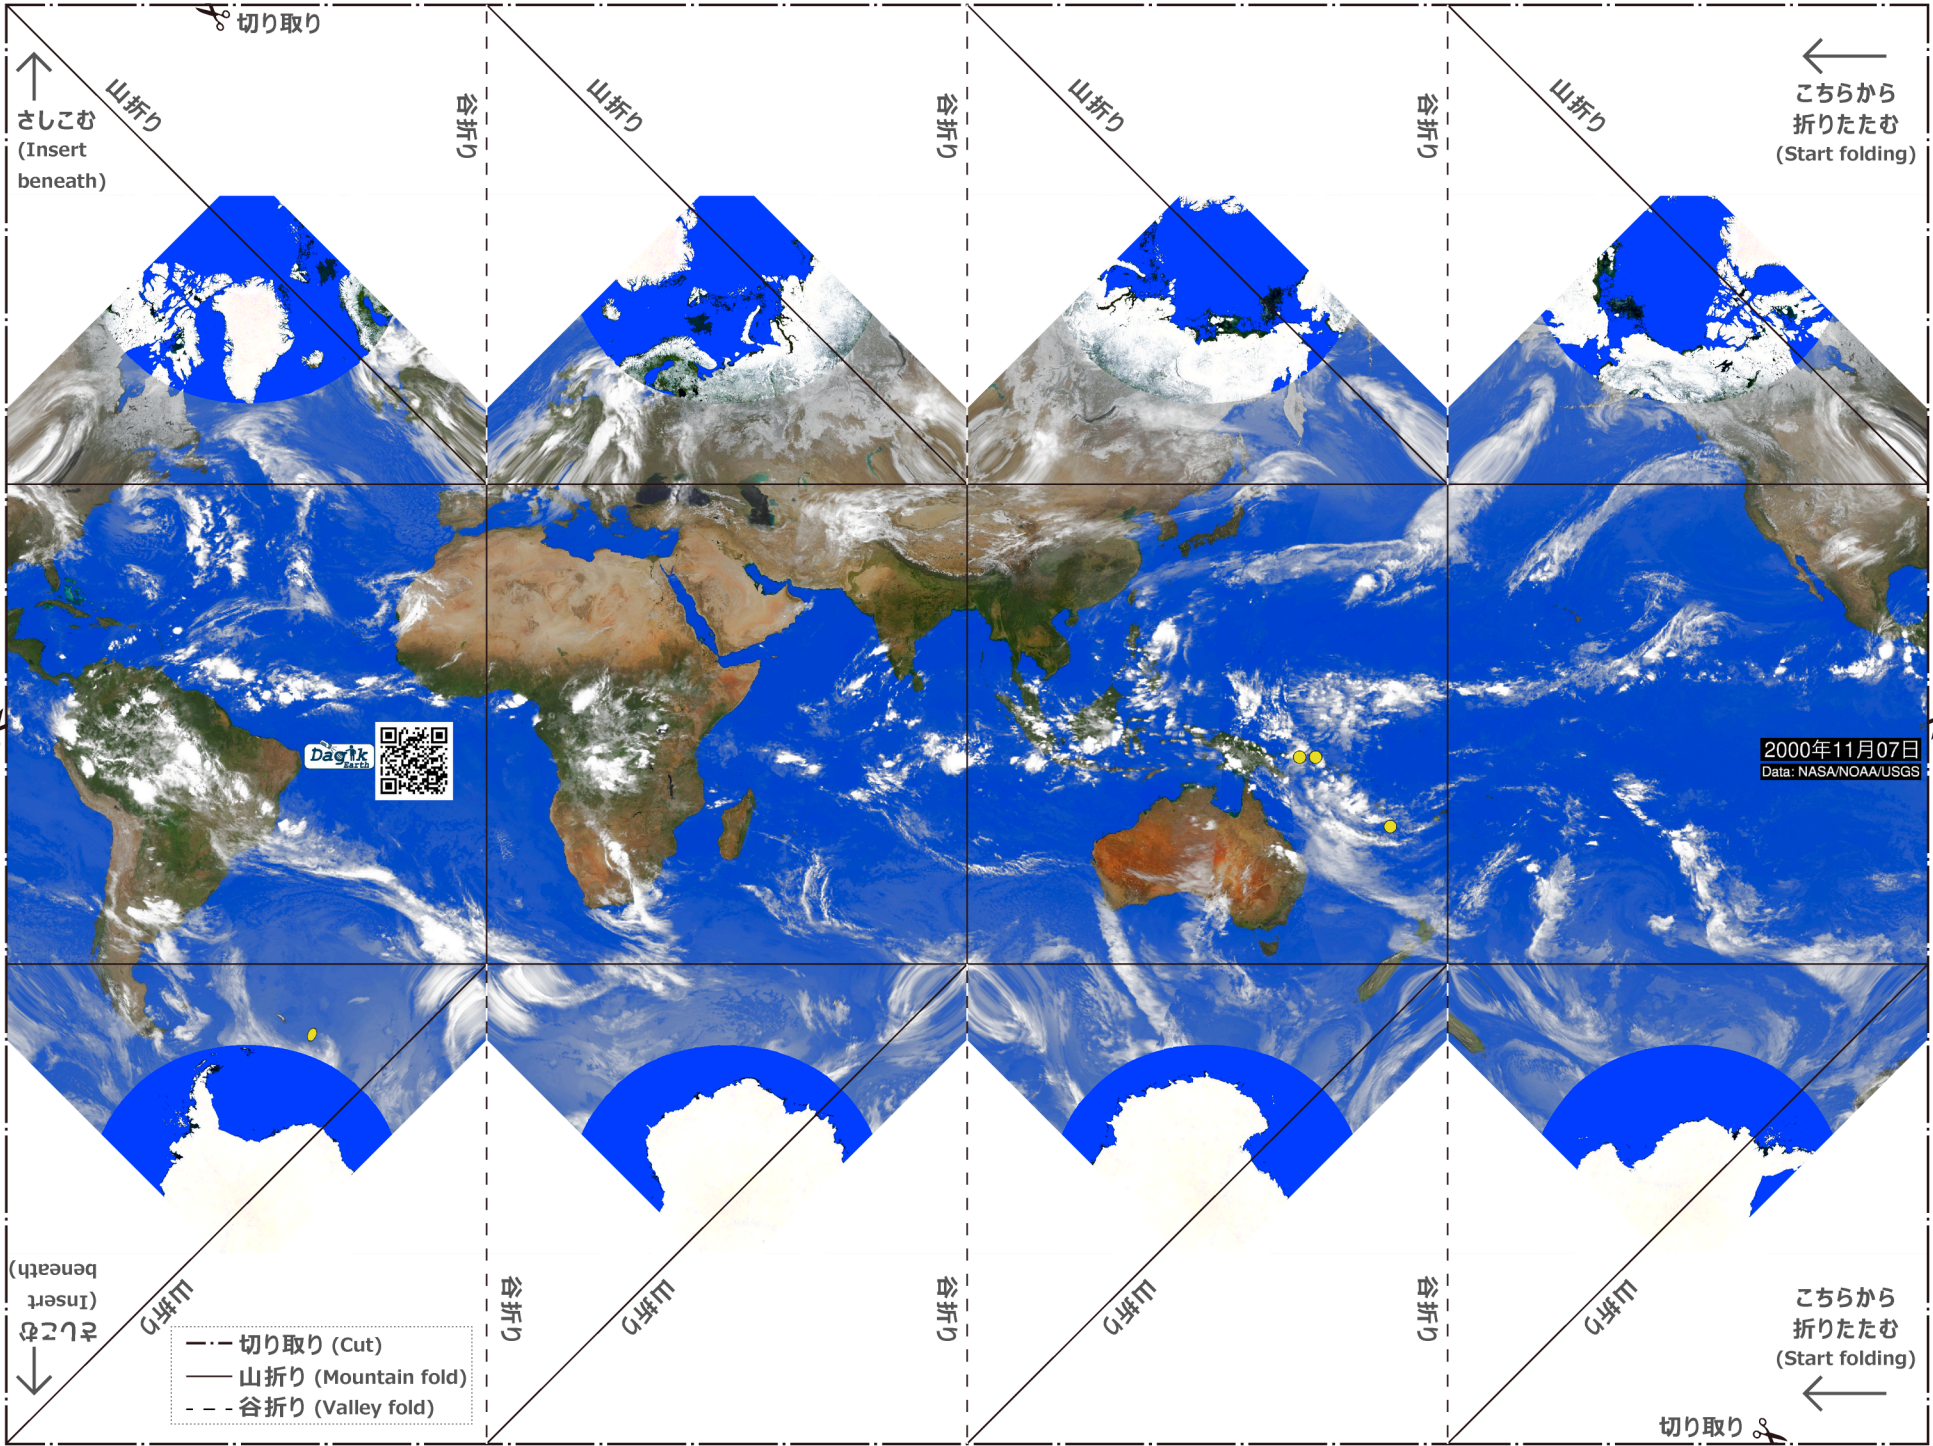 切り取り
山折り
山折り
山折り
山折り
谷折り
谷折り
谷折り
さしこむ
(Insert
beneath)
こちらから
折りたたむ
(Start folding)
Dagik
Earth
2000年11月07日
Data: NASA/NOAA/USGS
さしこむ
(Insert
beneath)
山折り
山折り
山折り
山折り
谷折り
谷折り
谷折り
こちらから
折りたたむ
(Start folding)
切り取り (Cut)
山折り (Mountain fold)
谷折り (Valley fold)
切り取り